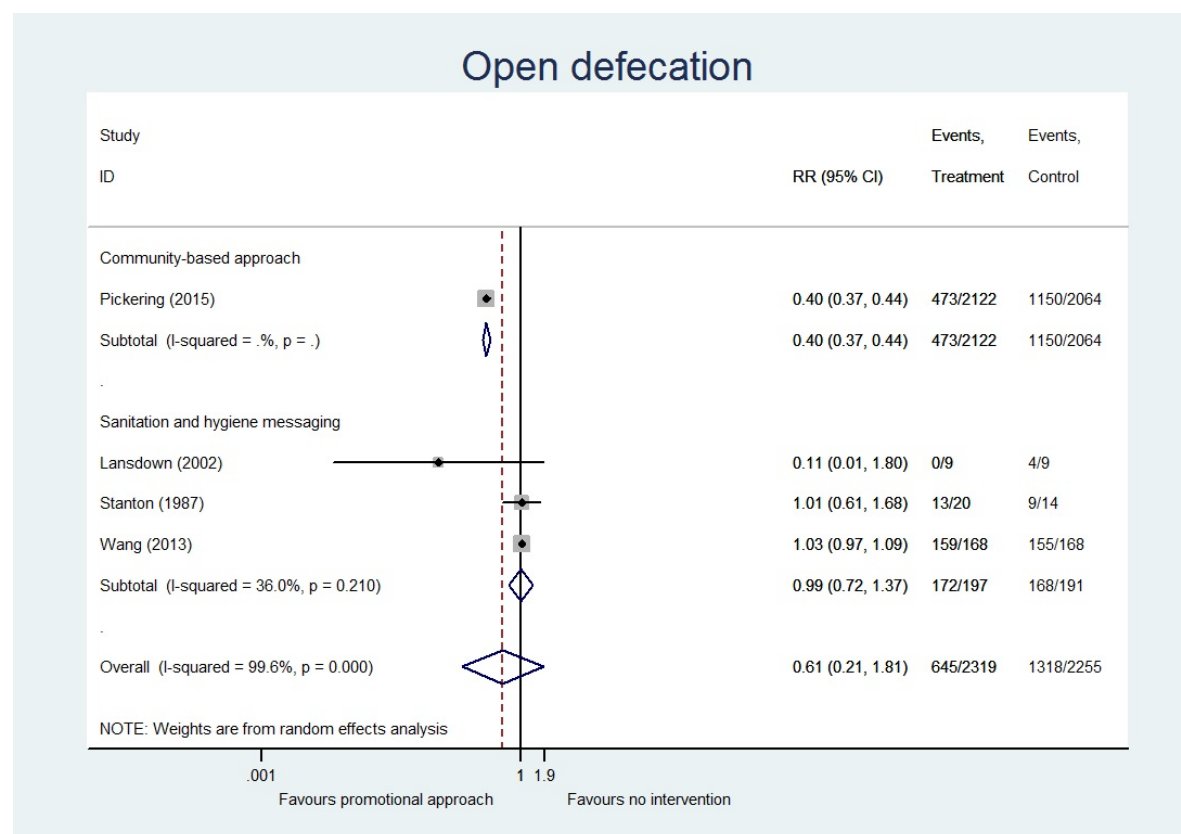 Open defecation
Study Events, Events,
ID RR (95% CI) Treatment Control
Community-based approach
Pickering (2015) 0.40 (0.37, 0.44) 473/2122 1150/2064
Subtotal (I-squared = .%, p = .) 0.40 (0.37, 0.44) 473/2122 1150/2064
.
Sanitation and hygiene messaging
Lansdown (2002) 0.11 (0.01, 1.80) 0/9 4/9
Stanton (1987) 1.01 (0.61, 1.68) 13/20 9/14
Wang (2013) 1.03 (0.97, 1.09) 159/168 155/168
Subtotal (I-squared = 36.0%, p = 0.210) 0.99 (0.72, 1.37) 172/197 168/191
.
Overall (I-squared = 99.6%, p = 0.000) 0.61 (0.21, 1.81) 645/2319 1318/2255
NOTE: Weights are from random effects analysis
.001 1 1.9
Favours promotional approach Favours no intervention